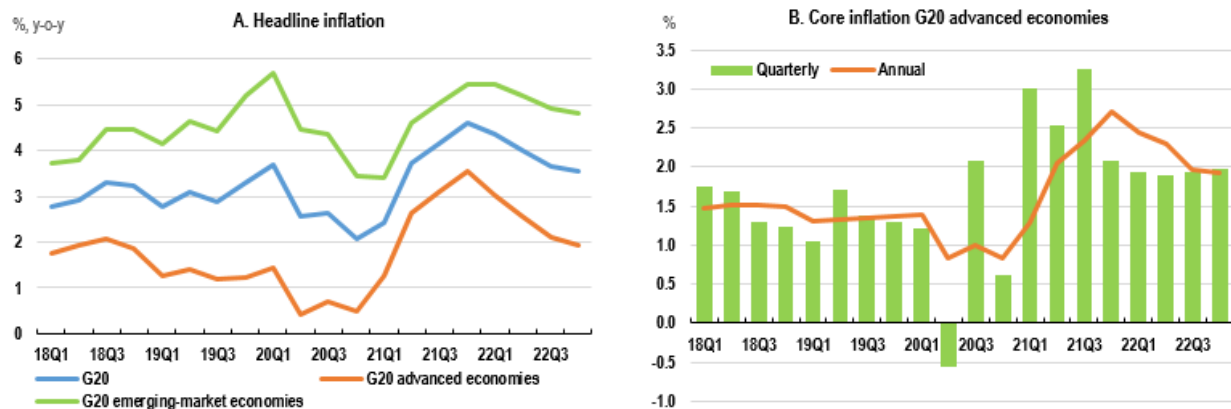 A. Headline inflation
%, y-o-y
6
5
4
3
2
1
0
18Q1 18Q3 19Q1 19Q3 20Q1 20Q3 21Q1 21Q3 22Q1 22Q3
G20 G20 advanced economies
G20 emerging-market economies
B. Core inflation G20 advanced economies
%
3.5
Quarterly Annual
3.0
2.5
2.0
1.5
1.0
0.5
0.0
18Q1 18Q3 19Q1 19Q3 20Q1 20Q3 21Q1 21Q3 22Q1 22Q3
-0.5
-1.0